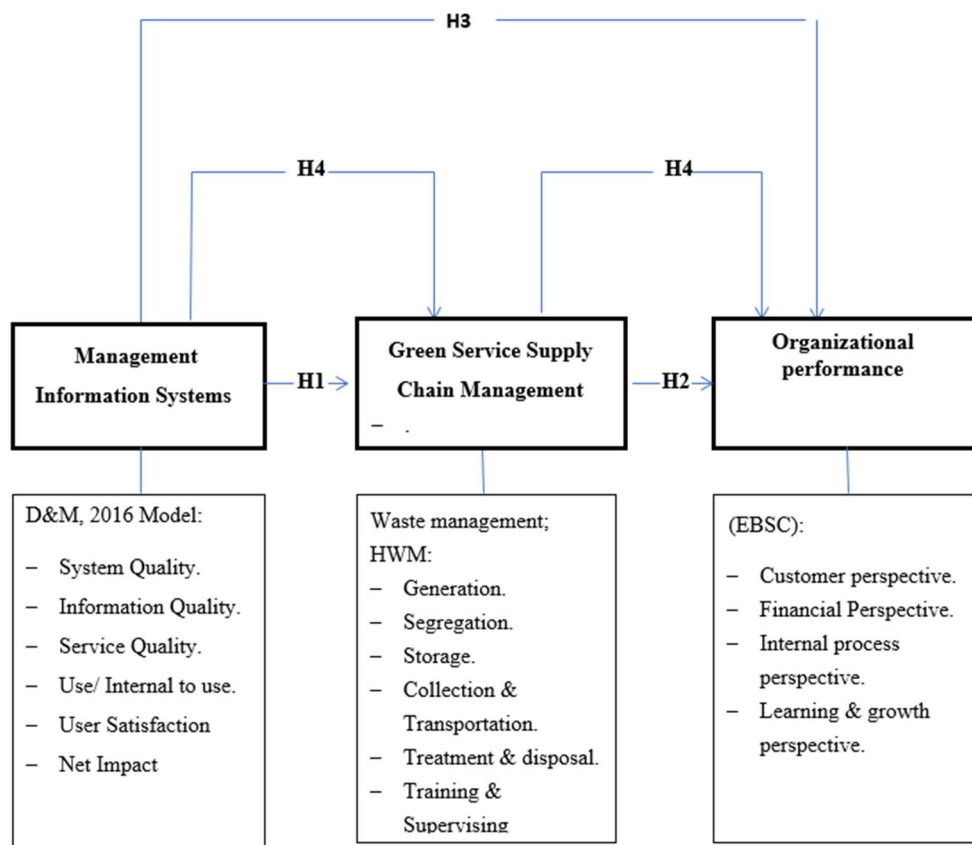 H3
H4
H4
Management
Information Systems
H1
Green Service Supply
Chain Management
– .
H2
Organizational
performance
D&M, 2016 Model:
– System Quality.
– Information Quality.
– Service Quality.
– Use/ Internal to use.
– User Satisfaction
– Net Impact
Waste management;
HWM:
– Generation.
– Segregation.
– Storage.
– Collection &
Transportation.
– Treatment & disposal.
– Training &
Supervising
(EBSC):
– Customer perspective.
– Financial Perspective.
– Internal process
perspective.
– Learning & growth
perspective.